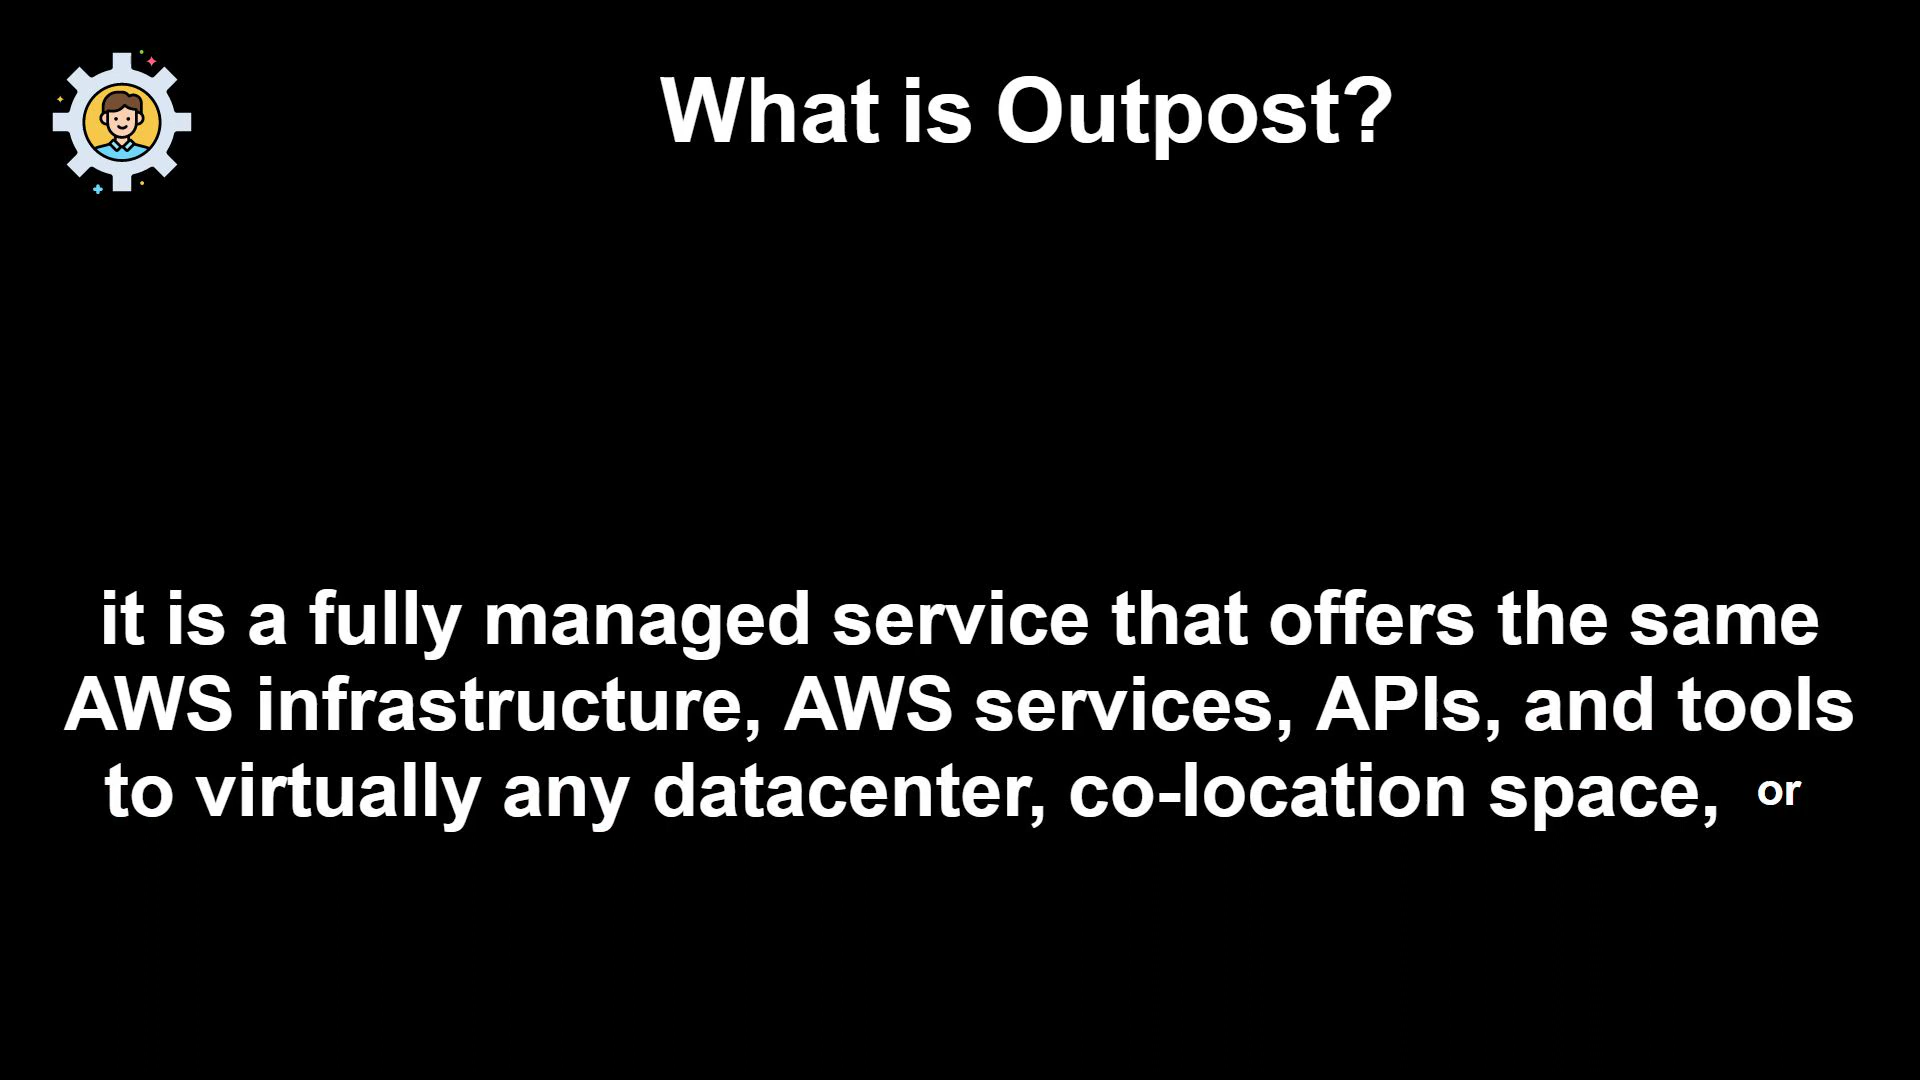 What is Outpost?
it is a fully managed service that offers the same
AWS infrastructure, AWS services, APIs, and tools
to virtually any datacenter, co-location space, or